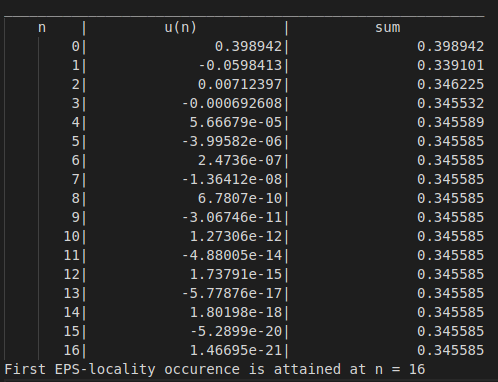 n | u(n) | sum
0| 0.398942| 0.398942
1| -0.0598413| 0.339101
2| 0.00712397| 0.346225
3| -0.000692608| 0.345532
4| 5.66679e-05| 0.345589
5| -3.99582e-06| 0.345585
6| 2.4736e-07| 0.345585
7| -1.36412e-08| 0.345585
8| 6.7807e-10| 0.345585
9| -3.06746e-11| 0.345585
10| 1.27306e-12| 0.345585
11| -4.88005e-14| 0.345585
12| 1.73791e-15| 0.345585
13| -5.77876e-17| 0.345585
14| 1.80198e-18| 0.345585
15| -5.2899e-20| 0.345585
16| 1.46695e-21| 0.345585
First EPS-locality occurence is attained at n = 16